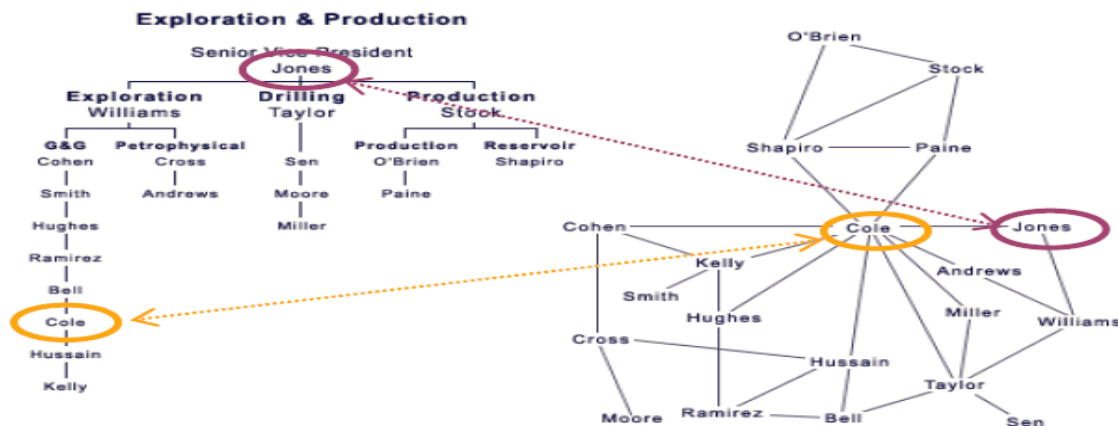 Exploration & Production
Senior Vice President
Jones
Exploration Drilling Production
Williams Taylor Stock
G&G Petrophysical Production Reservoir
Cohen Cross Sen O'Brien Shapiro
Smith Andrews Moore Paine
Hughes Miller
Ramirez
Bell
Cole
Hussain
Kelly
O'Brien
Stock
Shapiro Paine
Cohen Cole Jones
Kelly Andrews
Smith
Hughes Miller Williams
Cross Hussain
Taylor
Moore Ramirez Bell Sen